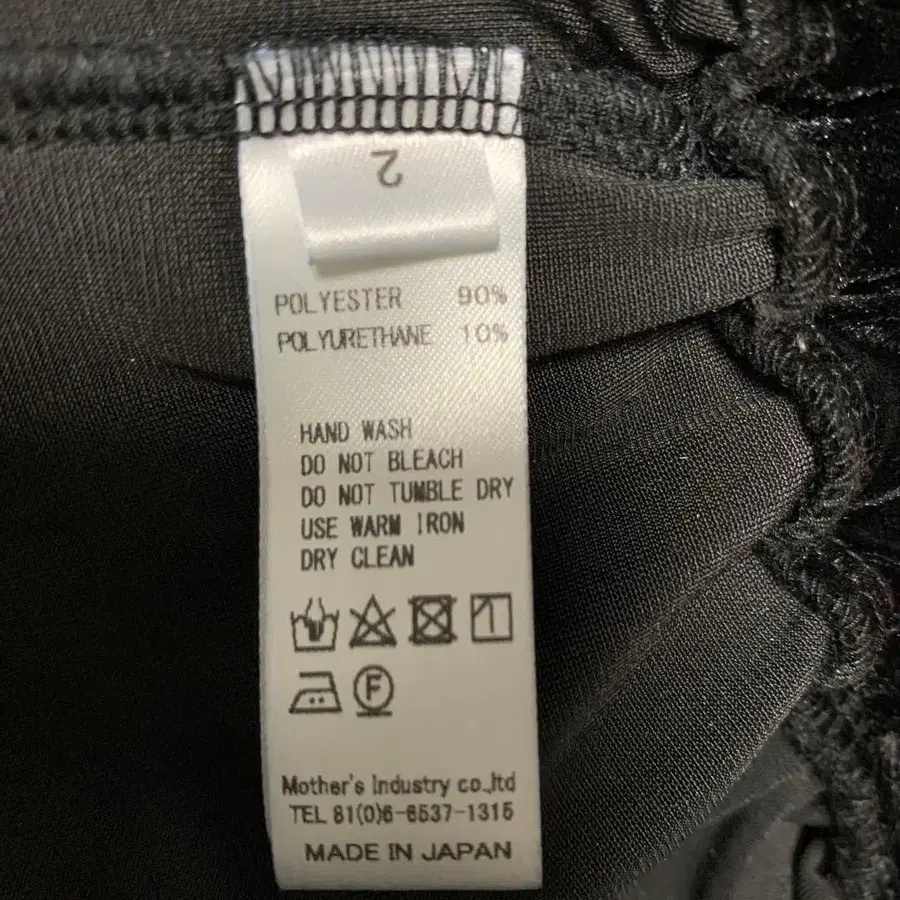 2
POLYESTER 90%
POLYURETHANE 10%
HAND WASH
DO NOT BLEACH
DO NOT TUMBLE DRY
USE WARM IRON
DRY CLEAN
F
Mother's Industry co.,ltd
TEL 81(0)6-6537-1315
MADE IN JAPAN